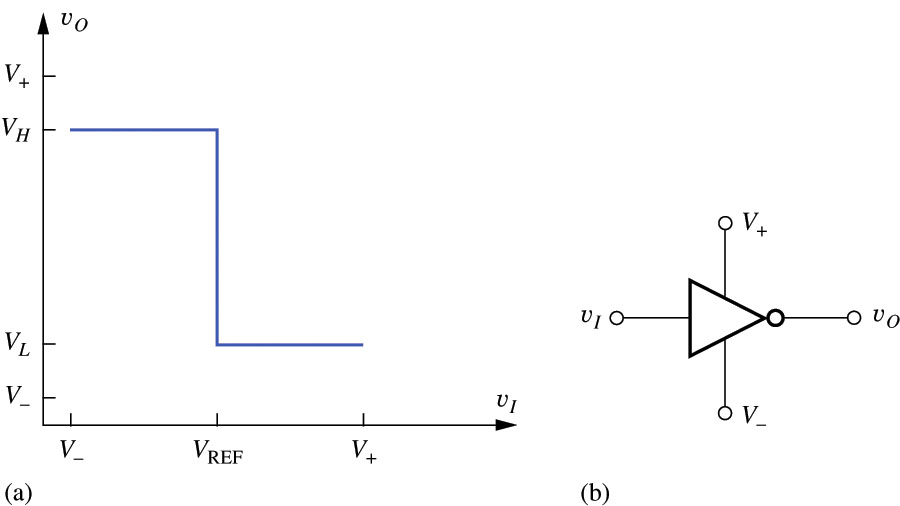 v_O
V_+
V_H
V_L
V_−
v_I
V_− V_REF V_+
(a)
V_+
v_I v_O
V_−
(b)